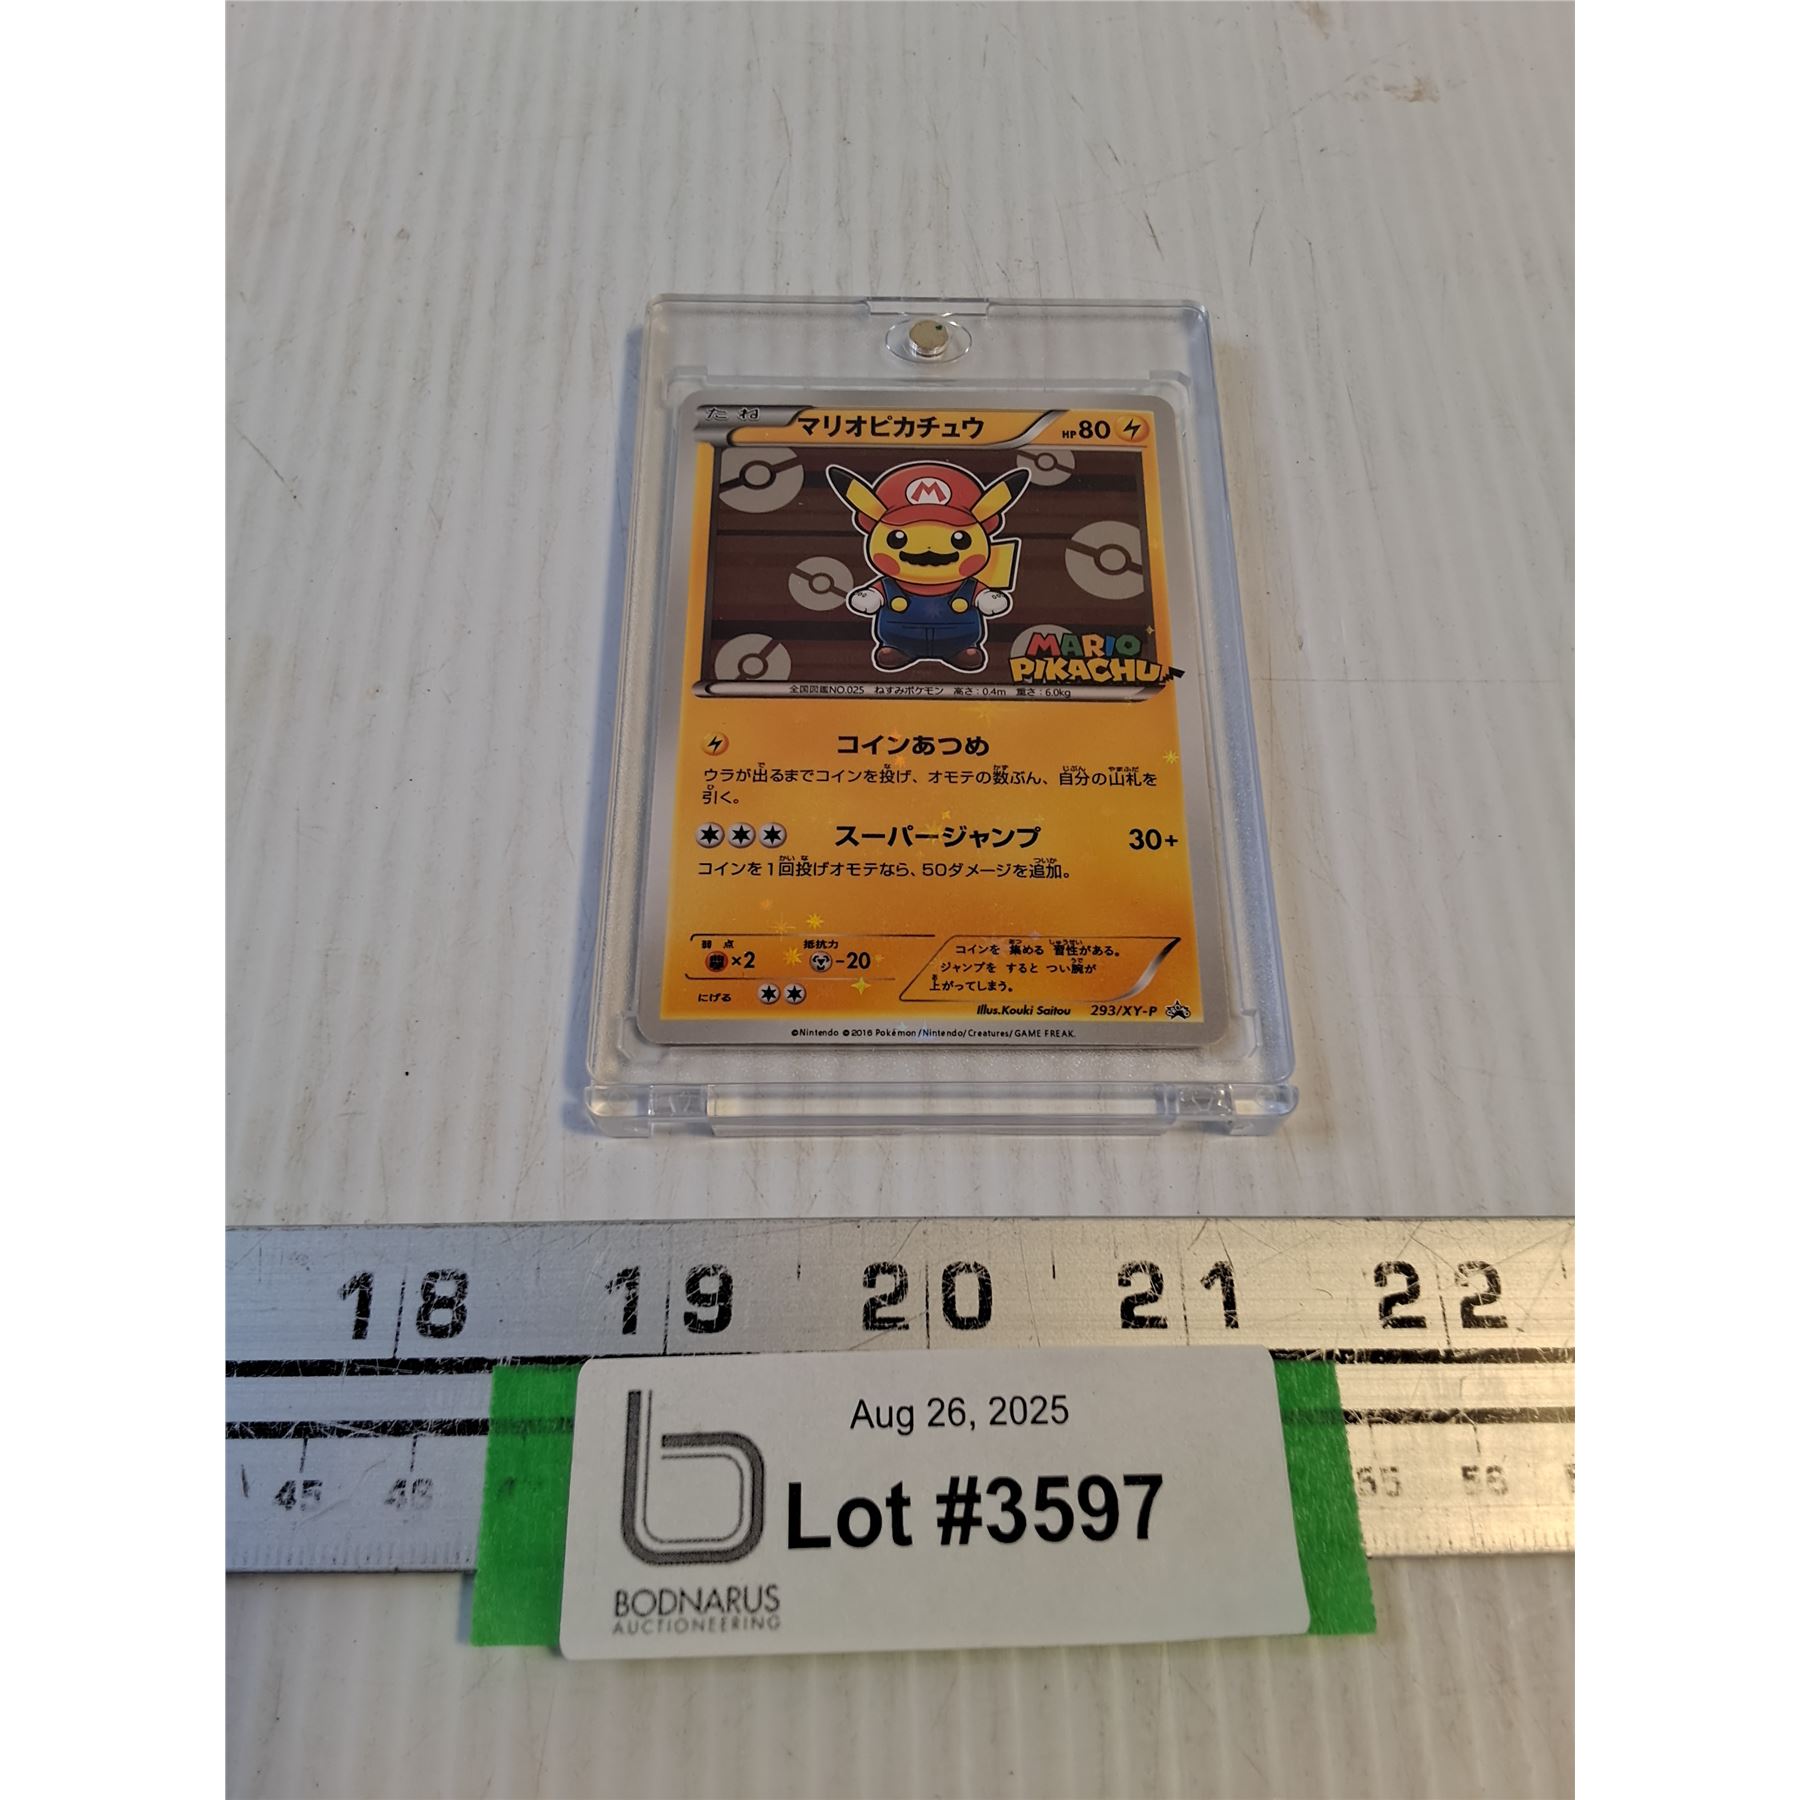 たね マリオピカチュウ HP80
M
MARIO
PIKACHU
全国図鑑NO.025 ねずみポケモン 高さ:0.4m 重さ:6.0kg
コインあつめ
ウラが出るまでコインを投げ、オモテの数ぶん、自分の山札を
引く。
スーパージャンプ 30+
コインを1回投げオモテなら、50ダメージを追加。
弱点 抵抗力
×2 -20
にげる
コインを 集める 習性がある。
ジャンプを すると つい腕が
上がってしまう。
Illus.Kouki Saitou 293/XY-P
©Nintendo ©2016 Pokémon/Nintendo/Creatures/GAME FREAK.
18 19 20 21 22
45 46 55 56
Aug 26, 2025
Lot #3597
BODNARUS
AUCTIONEERING